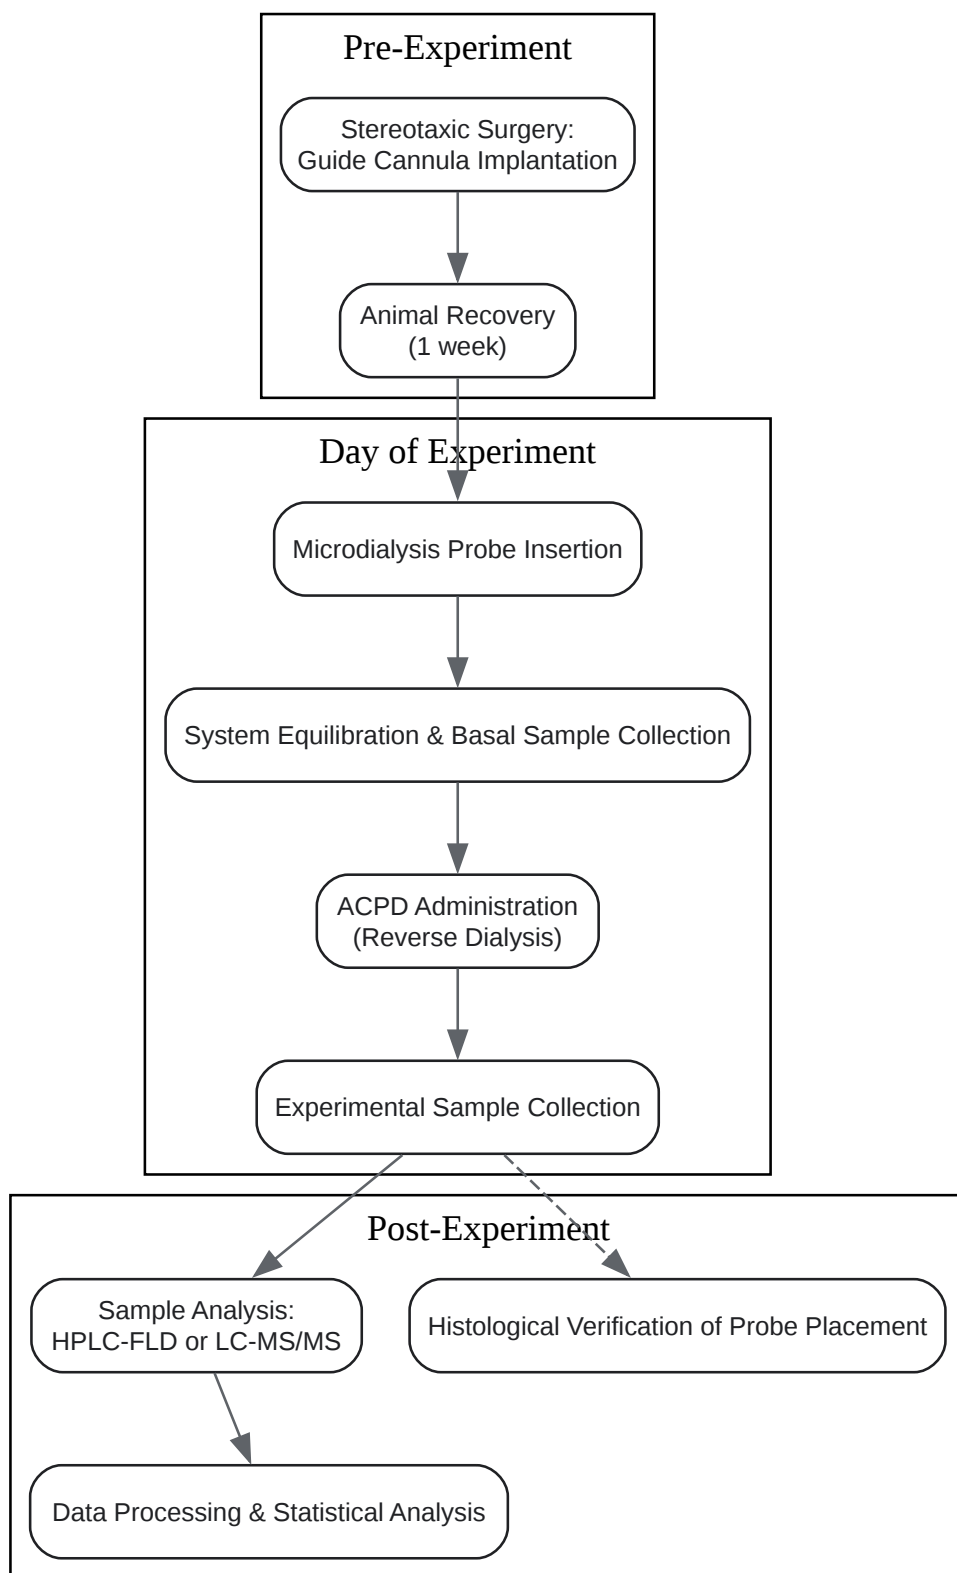 Pre-Experiment
Stereotaxic Surgery:
Guide Cannula Implantation
Animal Recovery
(1 week)
Day of Experiment
Microdialysis Probe Insertion
System Equilibration & Basal Sample Collection
ACPD Administration
(Reverse Dialysis)
Experimental Sample Collection
Post-Experiment
Sample Analysis:
HPLC-FLD or LC-MS/MS
Histological Verification of Probe Placement
Data Processing & Statistical Analysis